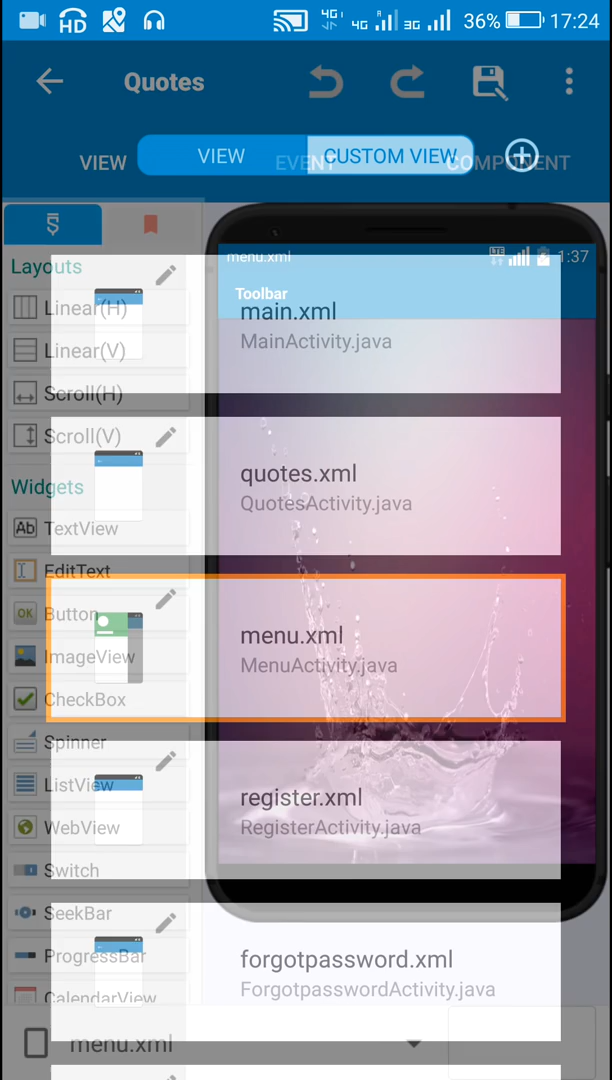 HD 4G 4G R 3G 36% 17:24
Quotes
VIEW EVENT COMPONENT
VIEW CUSTOM VIEW
menu.xml LTE 1:37
Toolbar
Layouts
Linear(H)
Linear(V)
Scroll(H)
Scroll(V)
Widgets
Ab TextView
EditText
OK Button
ImageView
CheckBox
Spinner
ListView
WebView
Switch
SeekBar
ProgressBar
CalendarView
main.xml
MainActivity.java
quotes.xml
QuotesActivity.java
menu.xml
MenuActivity.java
register.xml
RegisterActivity.java
forgotpassword.xml
ForgotpasswordActivity.java
menu.xml